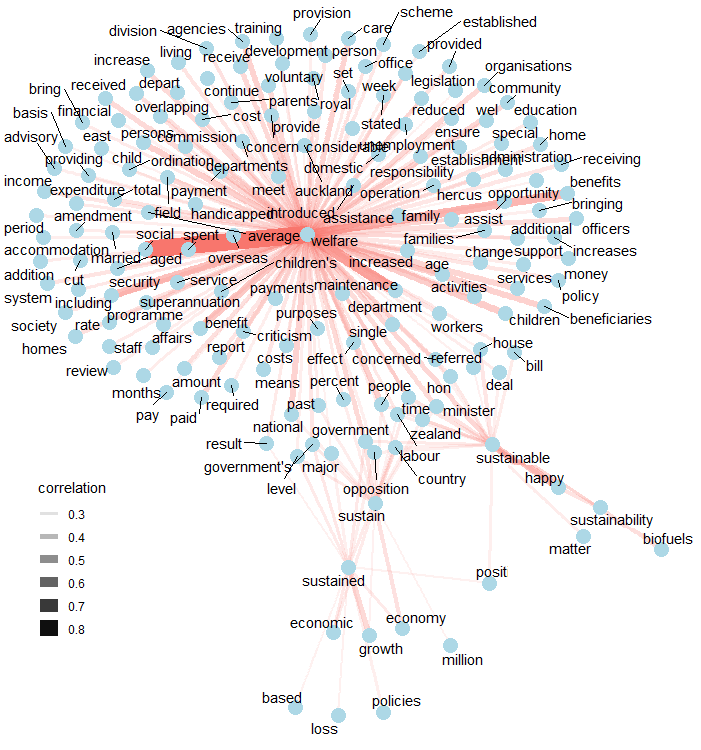 provision
scheme
division
agencies
training
care
established
increase
living
receive
development
person
office
provided
bring
received
depart
continue
voluntary
set
week
legislation
organisations
basis
financial
overlapping
parents
royal
reduced
wel
community
advisory
east
persons
commission
cost
provide
stated
ensure
special
education
providing
child
ordination
concern
considerable
unemployment
establishment
administration
home
receiving
income
expenditure
total
payment
departments
meet
domestic
auckland
responsibility
operation
hercus
opportunity
benefits
bringing
period
amendment
field
handicapped
introduced
assistance
family
assist
additional
officers
accommodation
married
social
spent
average
welfare
families
change
support
increases
addition
cut
aged
overseas
children's
increased
age
services
money
system
including
security
service
payments
maintenance
activities
policy
society
rate
programme
superannuation
purposes
department
workers
children
beneficiaries
homes
staff
affairs
benefit
criticism
single
house
review
report
costs
effect
concerned
referred
bill
months
amount
means
percent
people
hon
deal
pay
paid
required
past
time
minister
national
government
zealand
result
government's
major
labour
sustainable
level
opposition
country
happy
sustain
sustainability
matter
biofuels
sustained
posit
economic
economy
growth
million
based
policies
loss
correlation
0.3
0.4
0.5
0.6
0.7
0.8